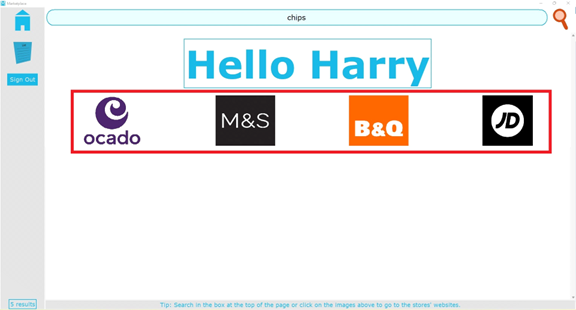 chips
Hello Harry
Sign Out
ocado
M&S
B&Q
JD
5 results
Tip: Search in the box at the top of the page or click on the images above to go to the stores' websites.